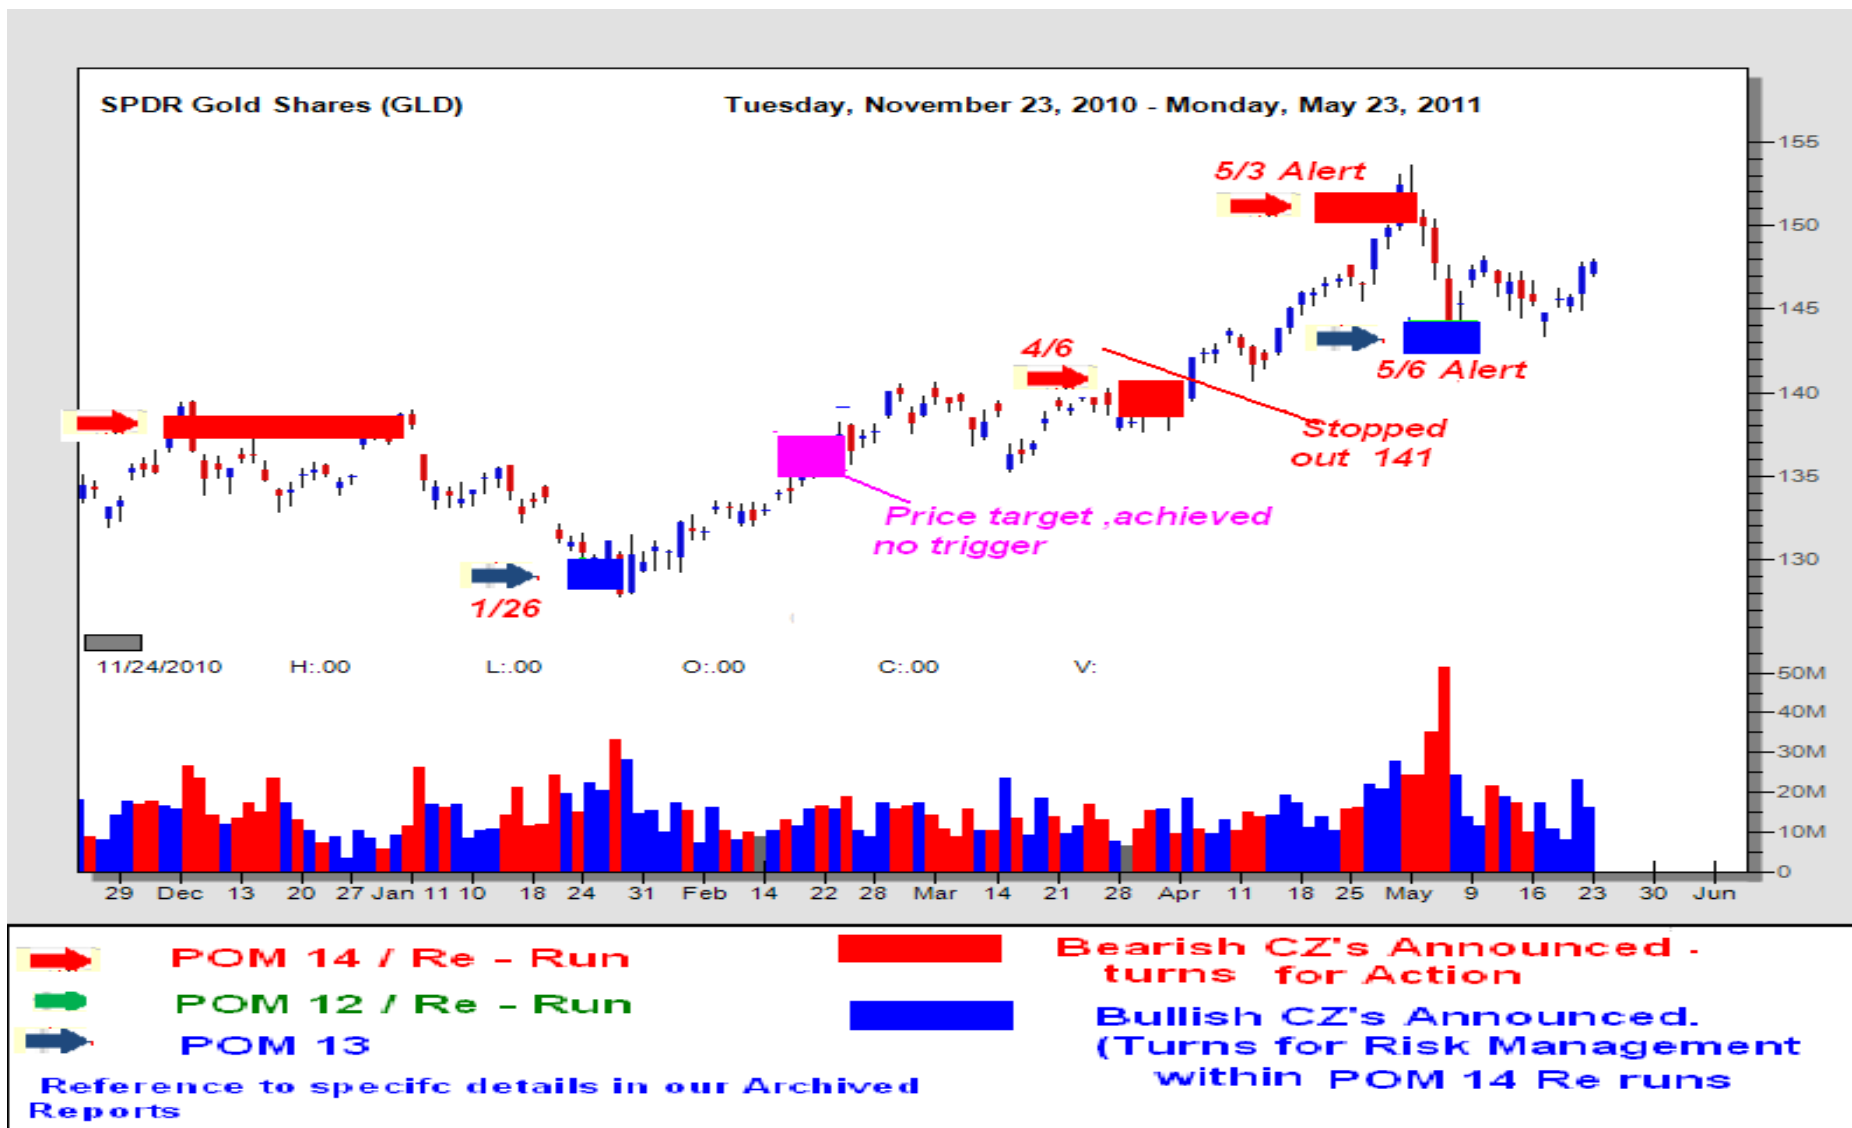 SPDR Gold Shares (GLD) Tuesday, November 23, 2010 - Monday, May 23, 2011
155
5/3 Alert
150
145
4/6
5/6 Alert
140
Stopped
out 141
135
Price target ,achieved
no trigger
130
1/26
11/24/2010 H:.00 L:.00 O:.00 C:.00 V:
50M
40M
30M
20M
10M
0
29 Dec 13 20 27 Jan 11 10 18 24 31 Feb 14 22 28 Mar 14 21 28 Apr 11 18 25 May 9 16 23 30 Jun
POM 14 / Re - Run
POM 12 / Re - Run
POM 13
Reference to specifc details in our Archived
Reports
Bearish CZ's Announced -
turns for Action
Bullish CZ's Announced.
(Turns for Risk Management
within POM 14 Re runs